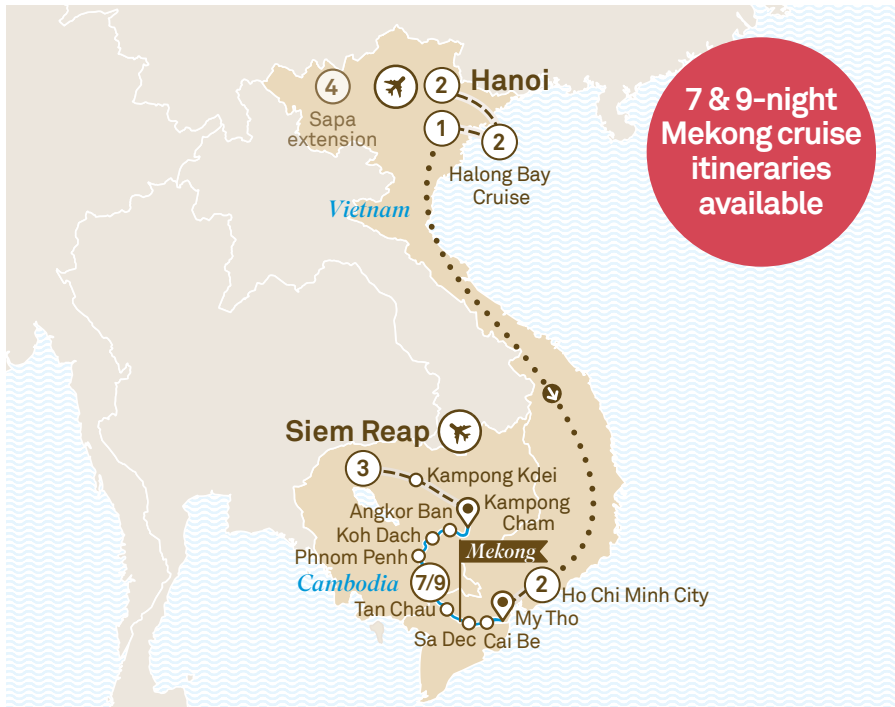 7 & 9-night
Mekong cruise
itineraries
available
4
Sapa
extension
2
Hanoi
1
2
Halong Bay
Cruise
Vietnam
Siem Reap
3
Kampong Kdei
Angkor Ban
Kampong
Cham
Koh Dach
Mekong
Phnom Penh
Cambodia
7/9
2
Ho Chi Minh City
Tan Chau
My Tho
Sa Dec
Cai Be